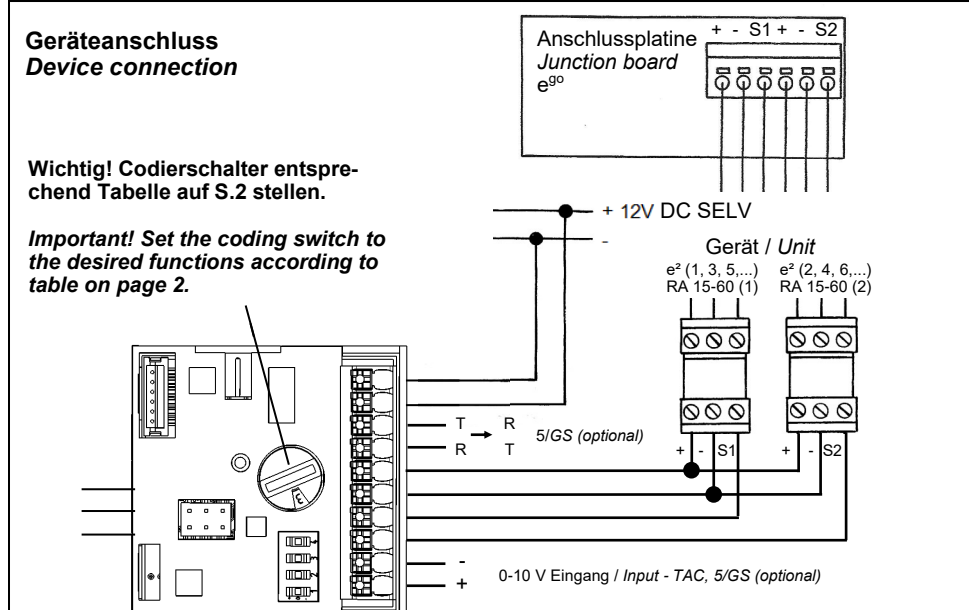 Geräteanschluss
Device connection
Anschlussplatine
Junction board
e^go
+ - S1 + - S2
Wichtig! Codierschalter entspre-
chend Tabelle auf S.2 stellen.
Important! Set the coding switch to
the desired functions according to
table on page 2.
+ 12V DC SELV
-
Gerät / Unit
e² (1, 3, 5,...) e² (2, 4, 6,...)
RA 15-60 (1) RA 15-60 (2)
T → R
R T
5/GS (optional)
+ - S1 + - S2
-
+
0-10 V Eingang / Input - TAC, 5/GS (optional)